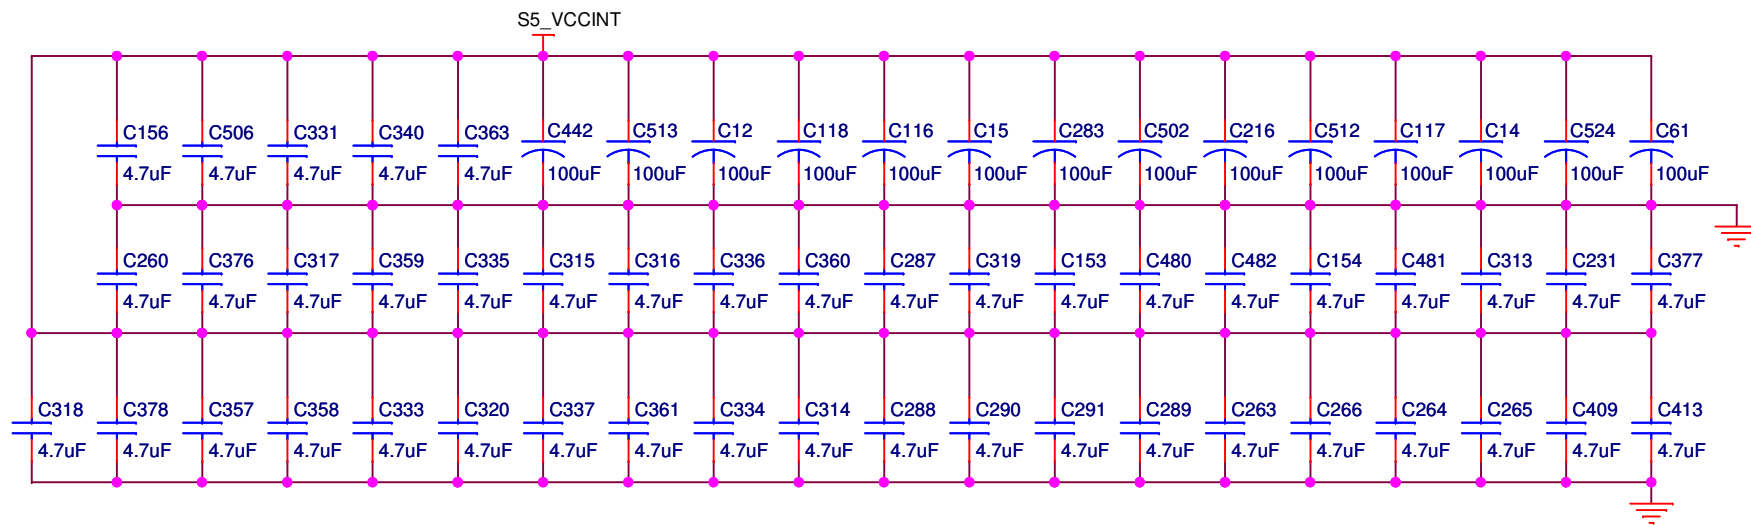 S5_VCCINT
C156 C506 C331 C340 C363 C442 C513 C12 C118 C116 C15 C283 C502 C216 C512 C117 C14 C524 C61
4.7uF 4.7uF 4.7uF 4.7uF 4.7uF 100uF 100uF 100uF 100uF 100uF 100uF 100uF 100uF 100uF 100uF 100uF 100uF 100uF 100uF
C260 C376 C317 C359 C335 C315 C316 C336 C360 C287 C319 C153 C480 C482 C154 C481 C313 C231 C377
4.7uF 4.7uF 4.7uF 4.7uF 4.7uF 4.7uF 4.7uF 4.7uF 4.7uF 4.7uF 4.7uF 4.7uF 4.7uF 4.7uF 4.7uF 4.7uF 4.7uF 4.7uF 4.7uF
C318 C378 C357 C358 C333 C320 C337 C361 C334 C314 C288 C290 C291 C289 C263 C266 C264 C265 C409 C413
4.7uF 4.7uF 4.7uF 4.7uF 4.7uF 4.7uF 4.7uF 4.7uF 4.7uF 4.7uF 4.7uF 4.7uF 4.7uF 4.7uF 4.7uF 4.7uF 4.7uF 4.7uF 4.7uF 4.7uF